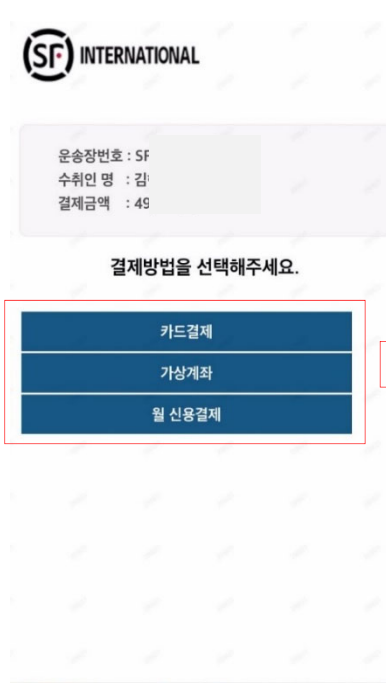 SF INTERNATIONAL
운송장번호 : SF
수취인 명 : 김
결제금액 : 49
결제방법을 선택해주세요.
카드결제
가상계좌
월 신용결제